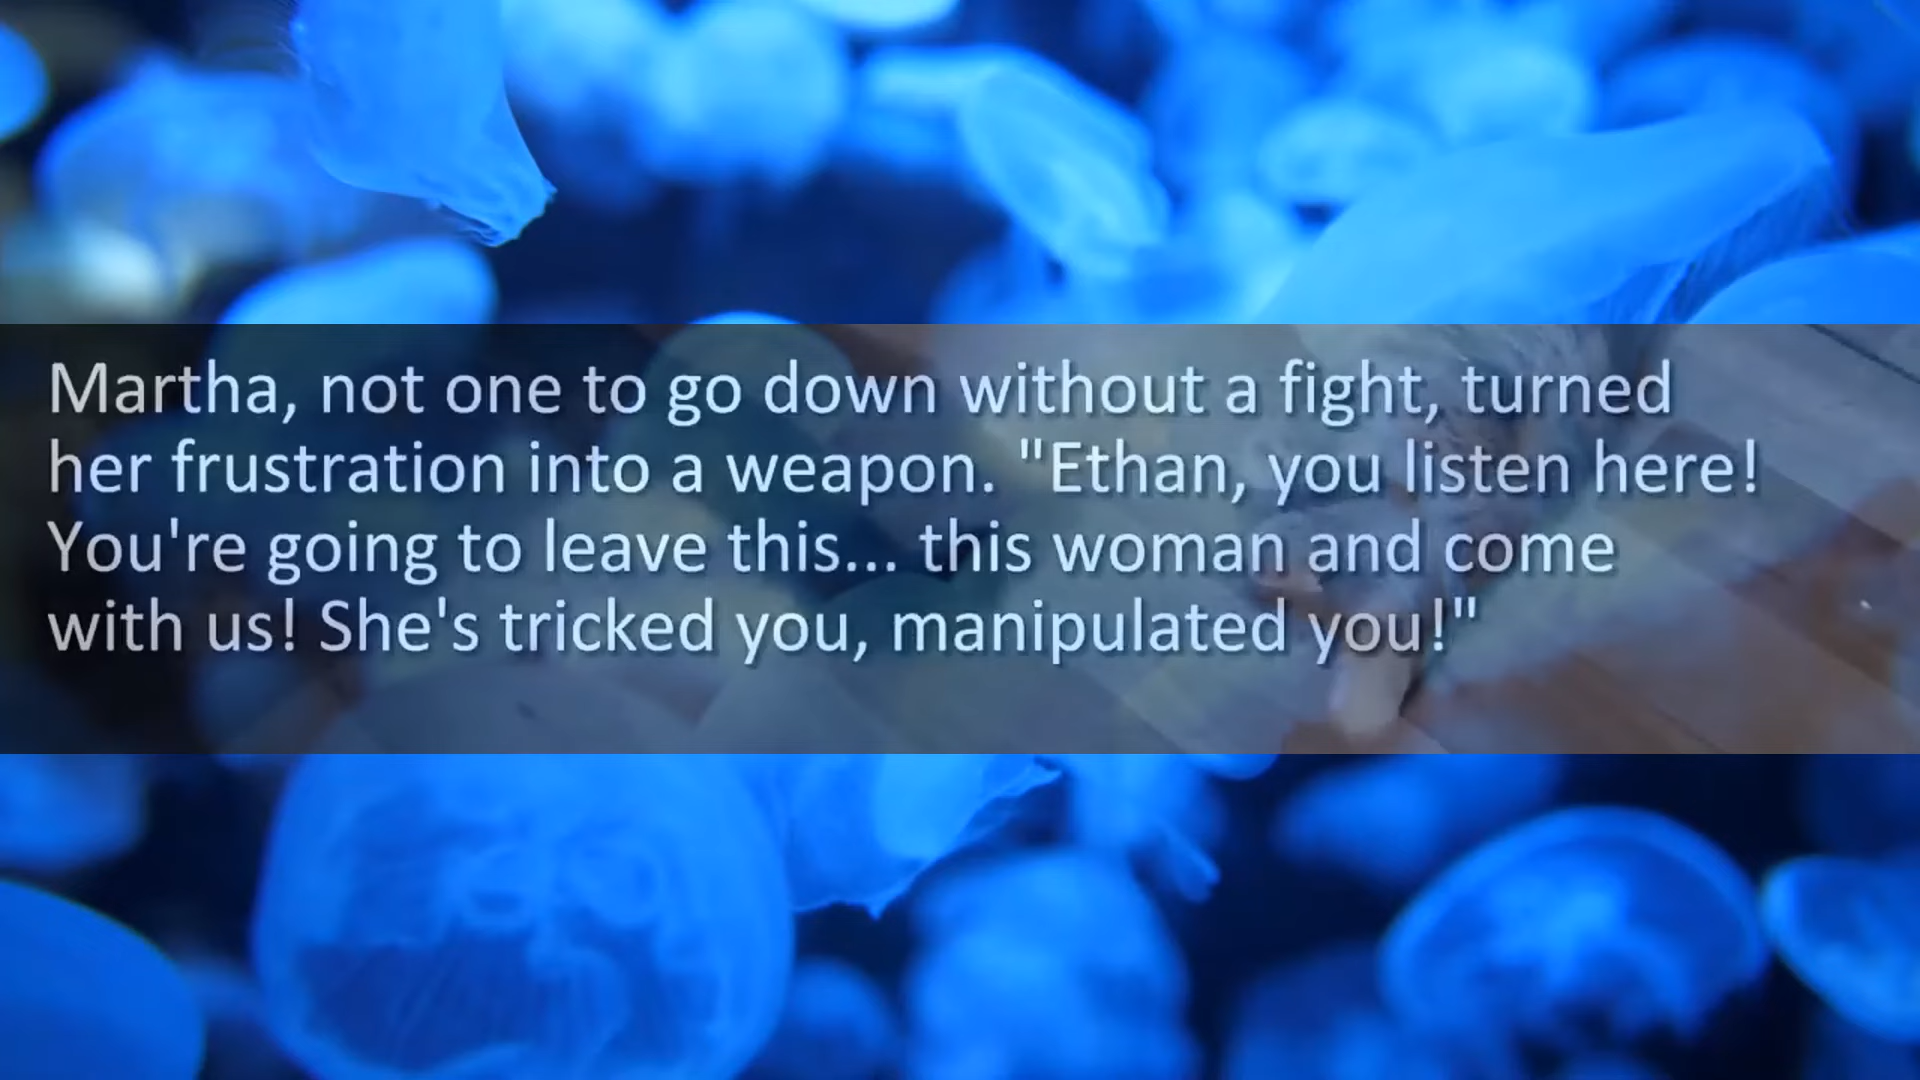 Martha, not one to go down without a fight, turned
her frustration into a weapon. "Ethan, you listen here!
You're going to leave this... this woman and come
with us! She's tricked you, manipulated you!"